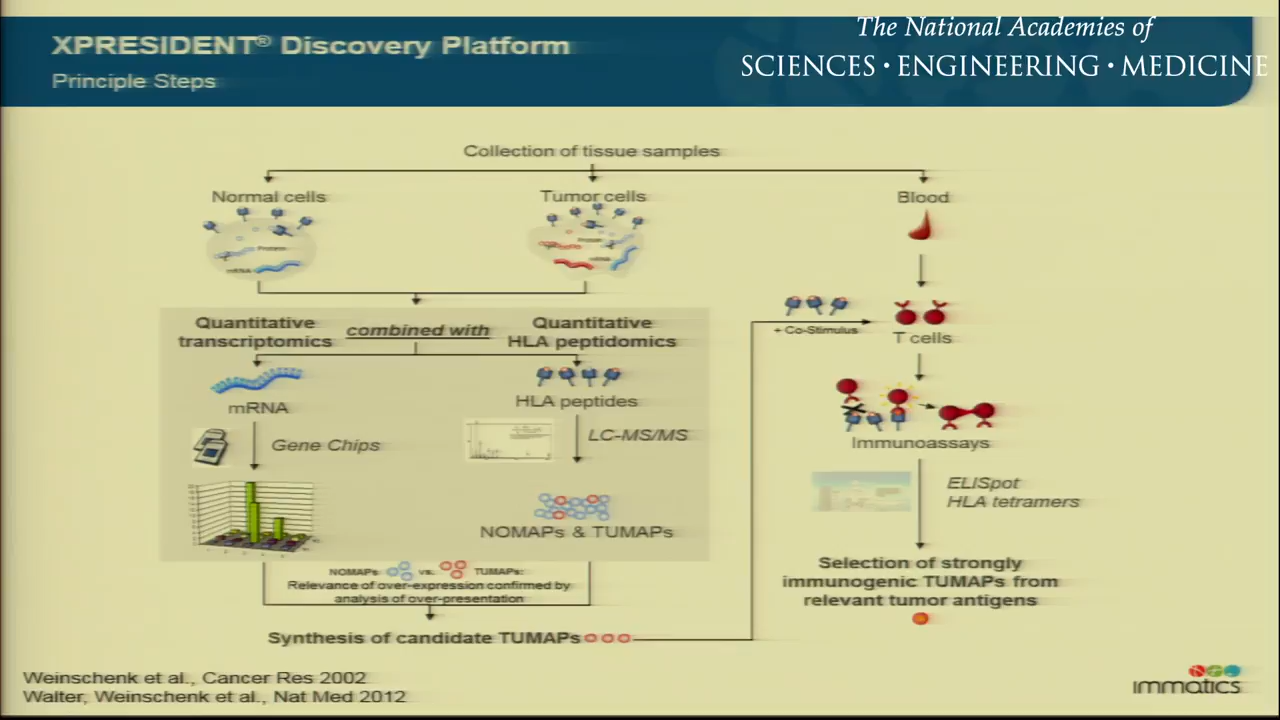 XPRESIDENT® Discovery Platform
Principle Steps
The National Academies of
SCIENCES · ENGINEERING · MEDICINE
Collection of tissue samples
Normal cells
Tumor cells
Blood
Protein
mRNA
Protein
mRNA
Quantitative
transcriptomics
combined with
Quantitative
HLA peptidomics
+ Co-Stimulus
T cells
mRNA
HLA peptides
Gene Chips
LC-MS/MS
Immunoassays
ELISpot
HLA tetramers
NOMAPs & TUMAPs
NOMAPs vs. TUMAPs:
Relevance of over-expression confirmed by
analysis of over-presentation
Selection of strongly
immunogenic TUMAPs from
relevant tumor antigens
Synthesis of candidate TUMAPs
Weinschenk et al., Cancer Res 2002
Walter, Weinschenk et al., Nat Med 2012
immatics